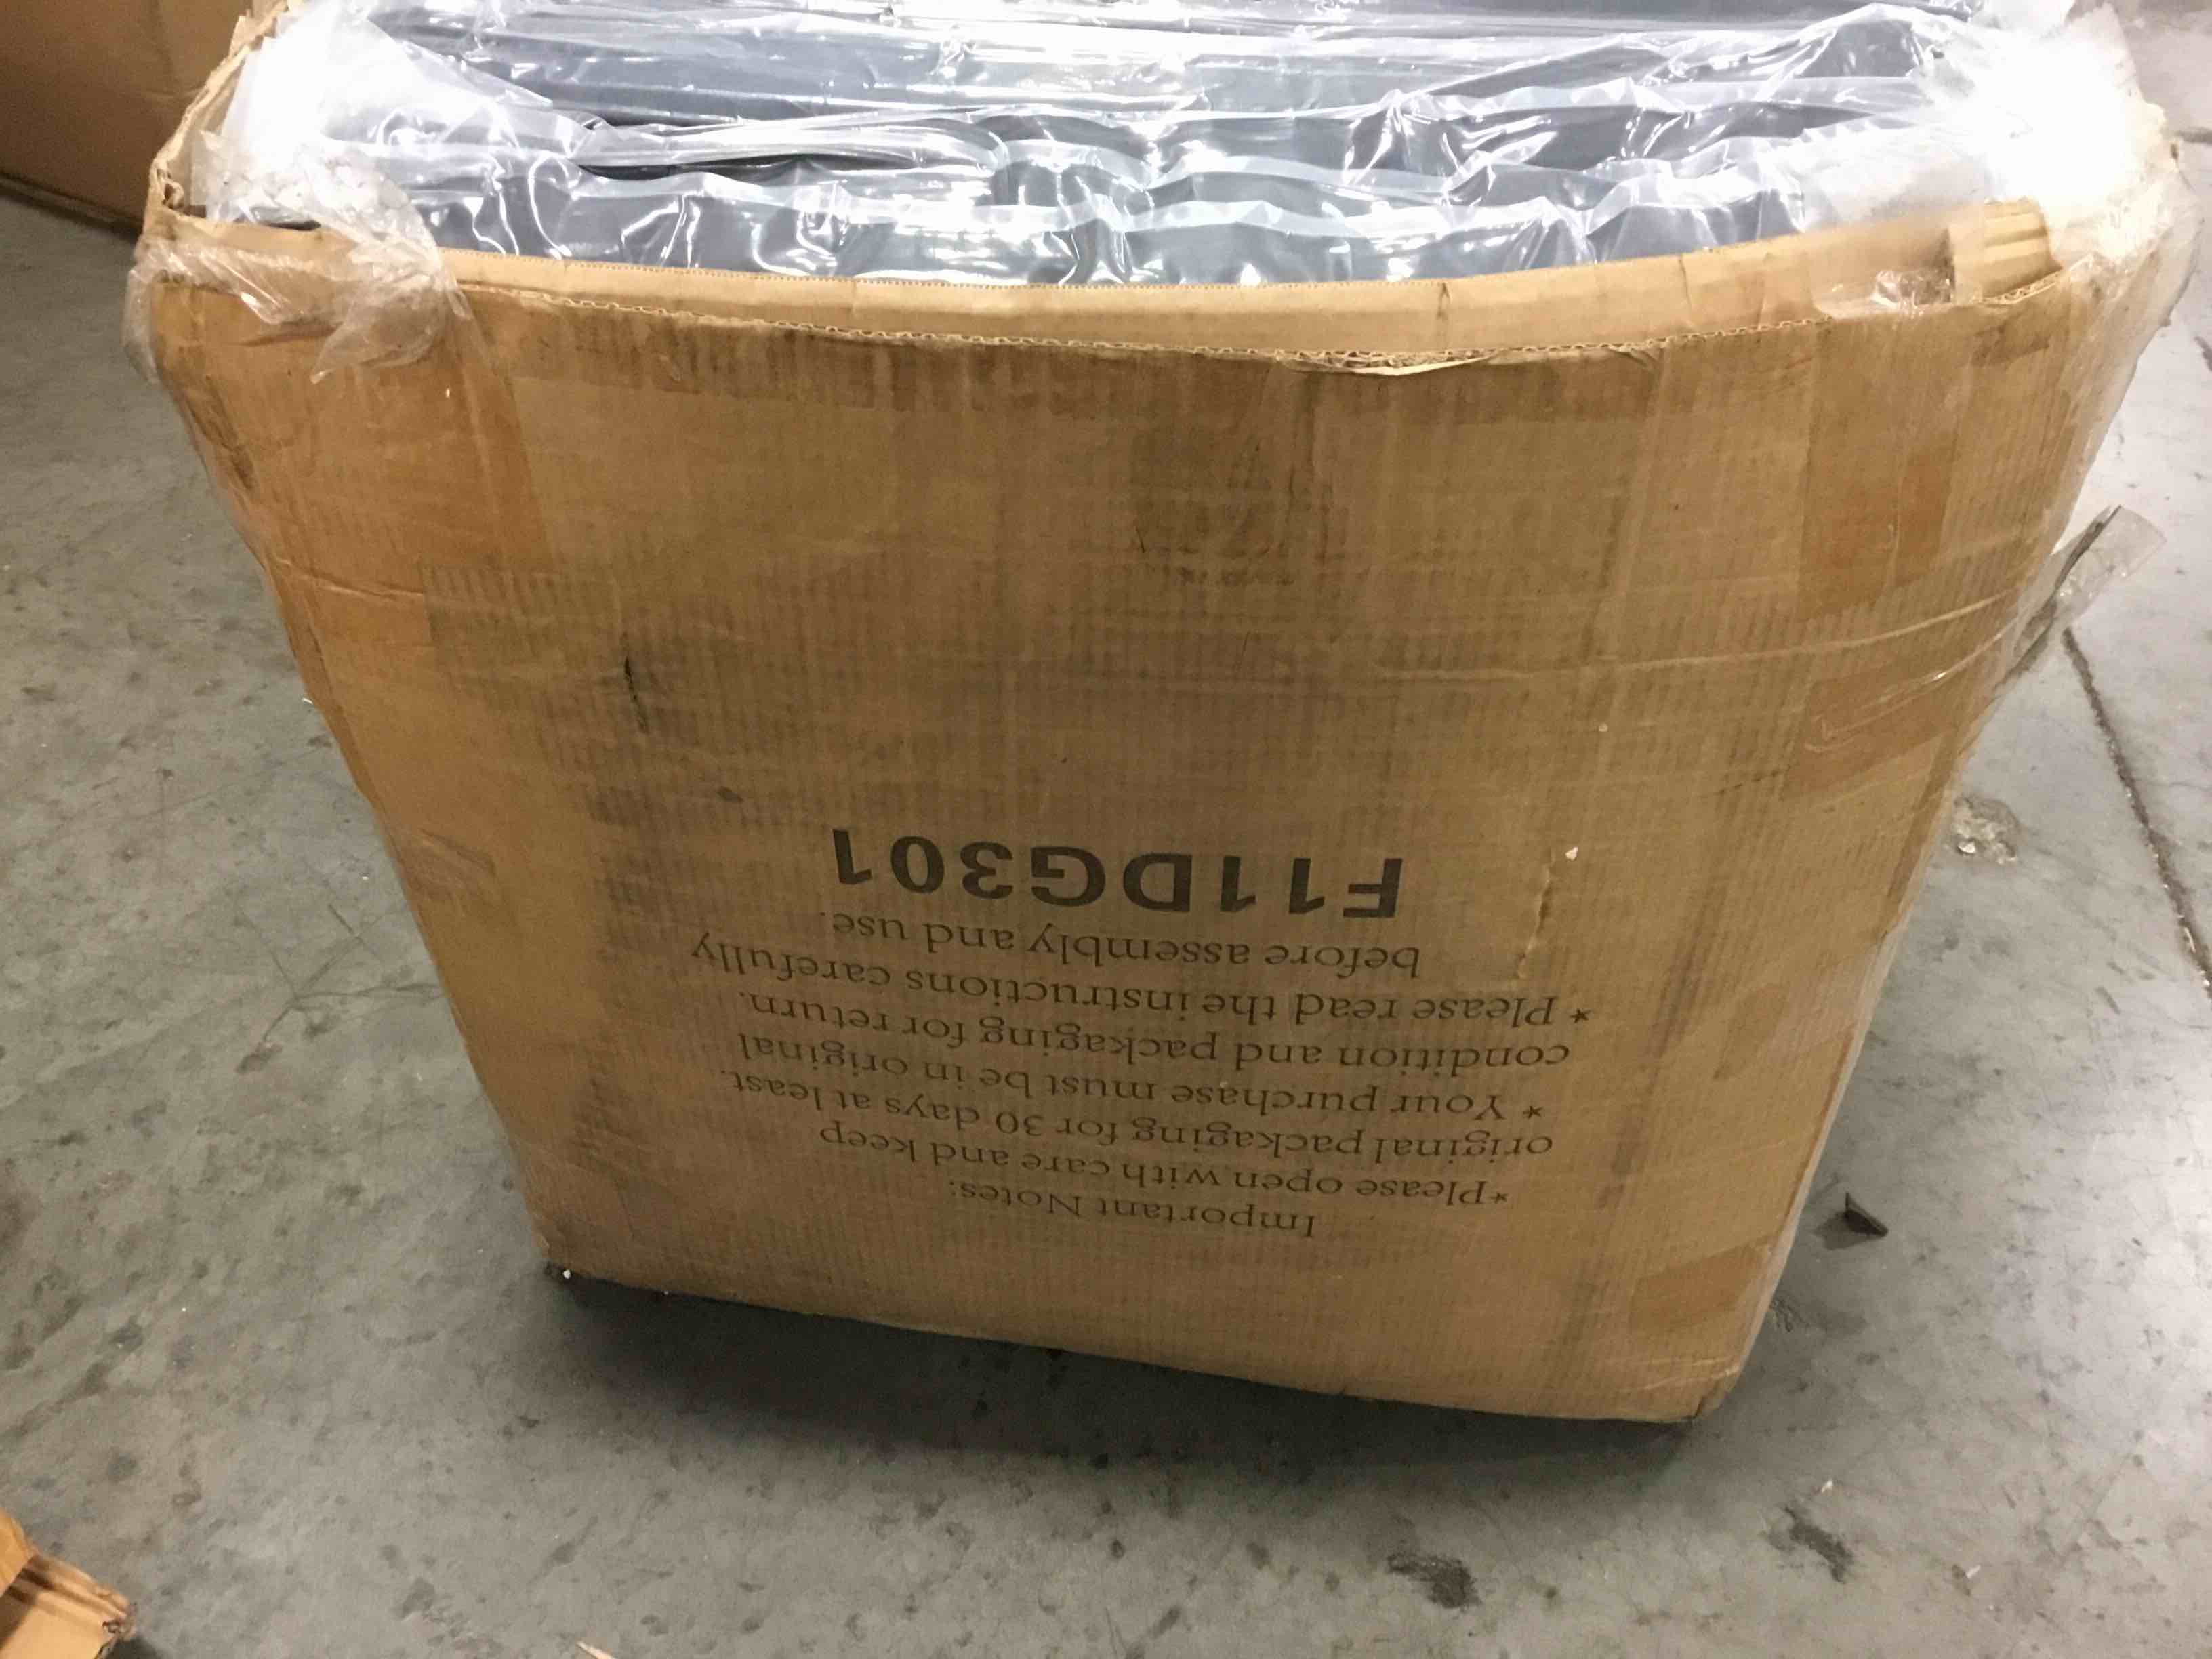 Important Notes:
*Please open with care and keep
original packaging for 30 days at least.
* Your purchase must be in original
condition and packaging for return.
* Please read the instructions carefully
before assembly and use.
F11DG301